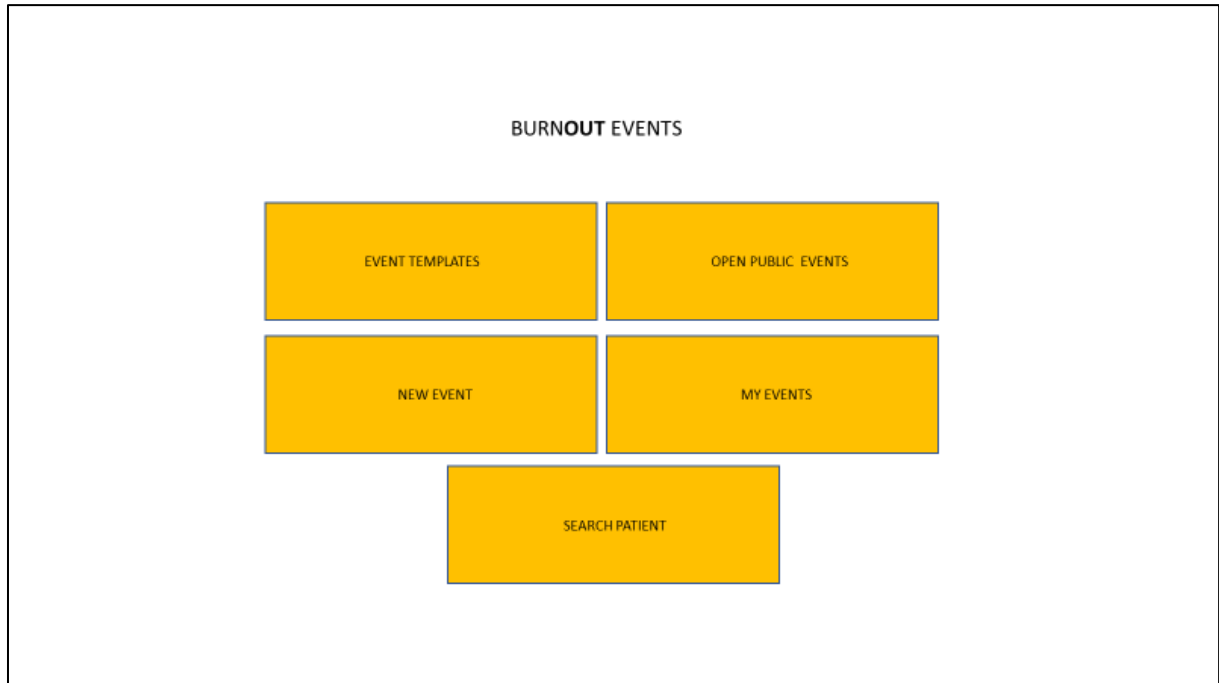 BURNOUT EVENTS
EVENT TEMPLATES
OPEN PUBLIC EVENTS
NEW EVENT
MY EVENTS
SEARCH PATIENT